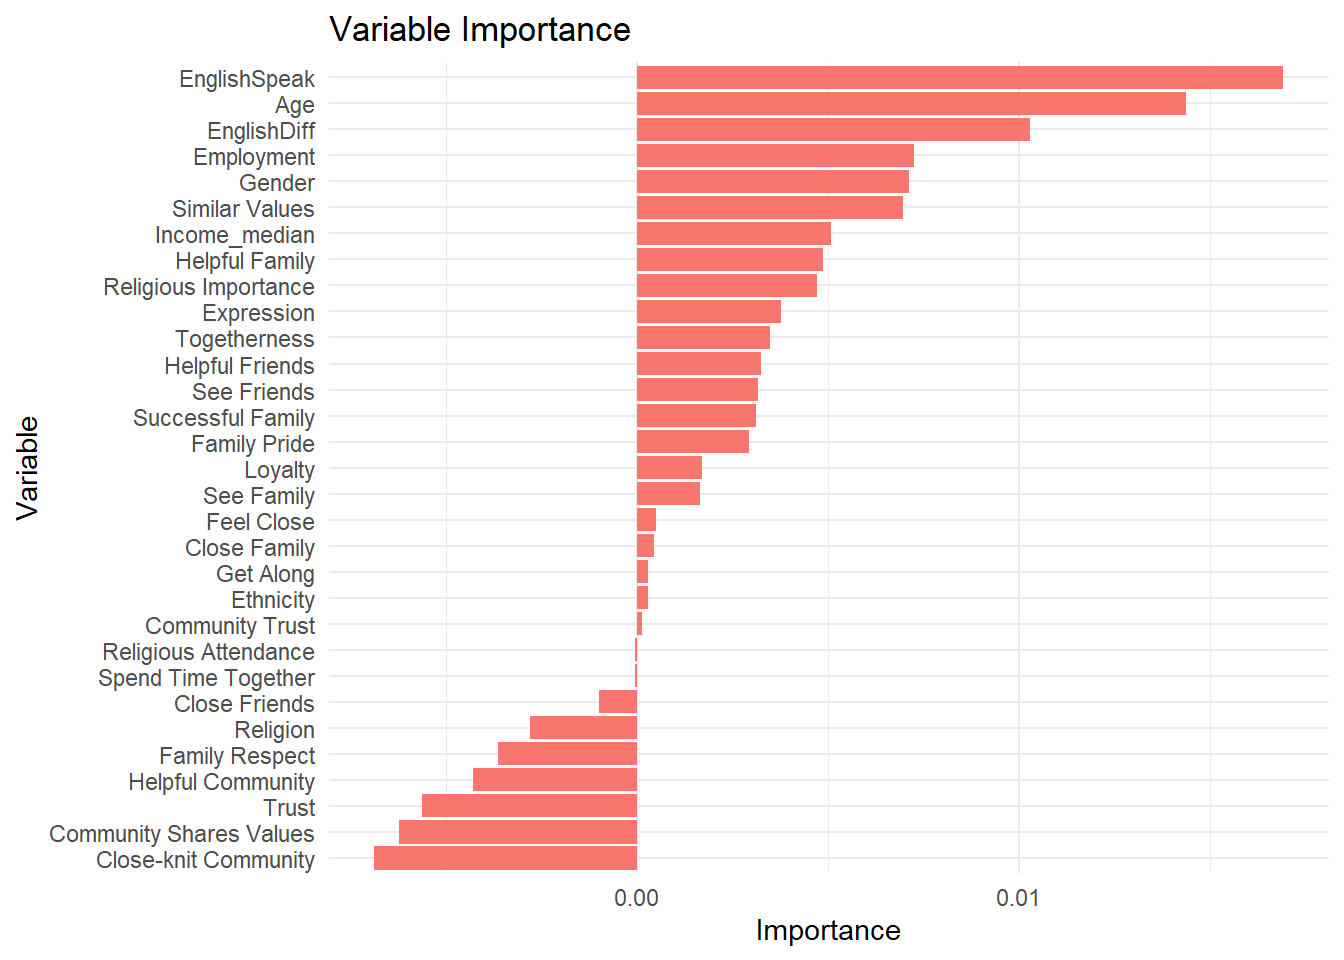 Variable Importance
EnglishSpeak
Age
EnglishDiff
Employment
Gender
Similar Values
Income_median
Helpful Family
Religious Importance
Expression
Togetherness
Helpful Friends
See Friends
Successful Family
Family Pride
Loyalty
See Family
Feel Close
Close Family
Get Along
Ethnicity
Community Trust
Religious Attendance
Spend Time Together
Close Friends
Religion
Family Respect
Helpful Community
Trust
Community Shares Values
Close-knit Community
Variable
0.00 0.01
Importance